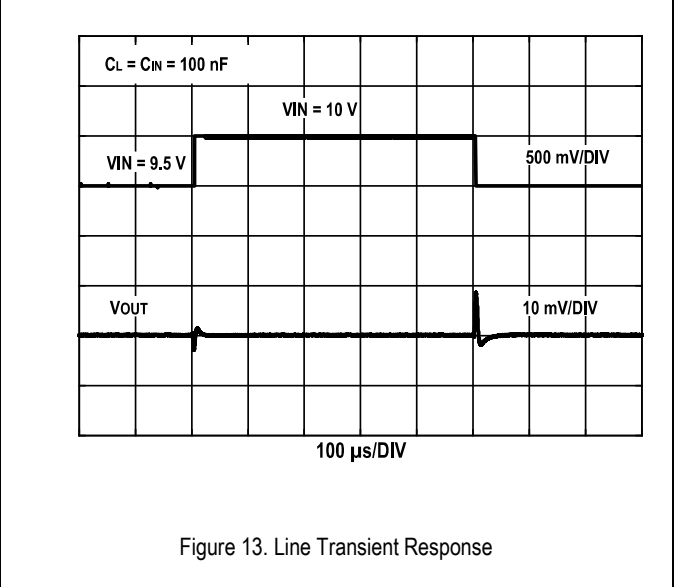 CL = CIN = 100 nF
VIN = 10 V
VIN = 9.5 V
500 mV/DIV
VOUT
10 mV/DIV
100 µs/DIV
Figure 13. Line Transient Response